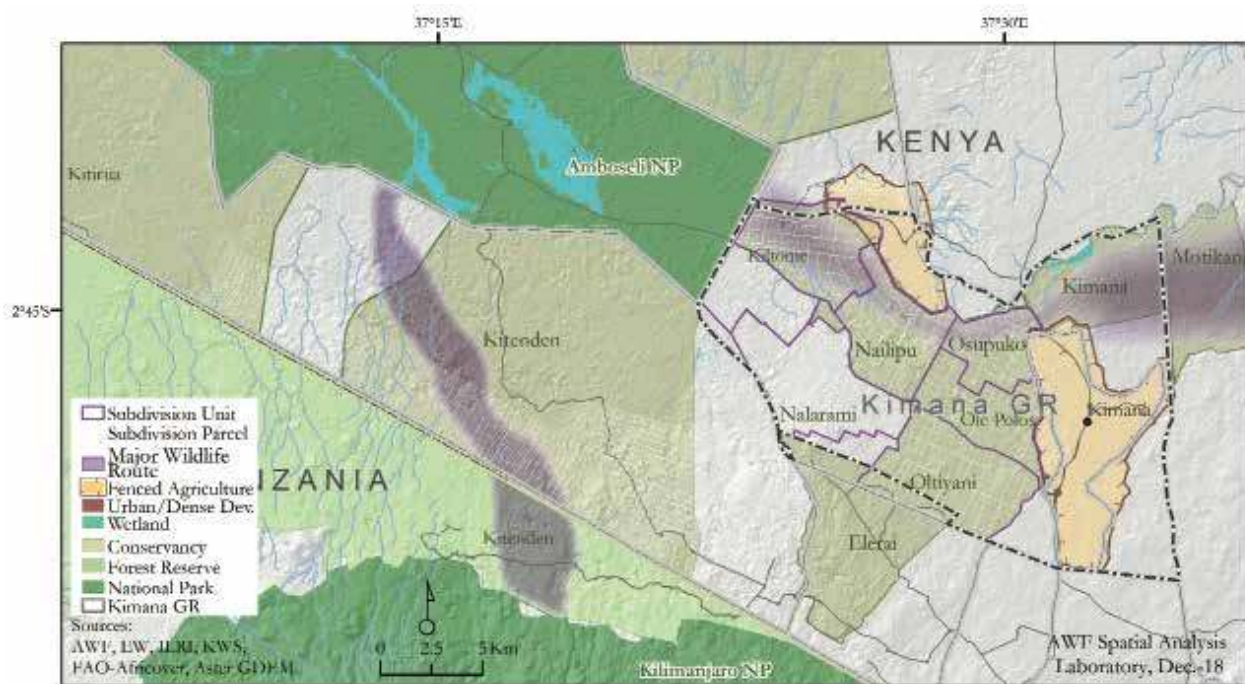 37°15'E
37°30'E
2°45'S
KENYA
Amboseli NP
Kitirua
Kitenden
Kimana
Motikanju
Nailipu
Osupuko
Kimana GR
Nalarami
Ole Polos
Kimana
Oltiyani
Elerai
NZANIA
Kitenden
Kilimanjaro NP
Subdivision Unit
Subdivision Parcel
Major Wildlife
Route
Fenced Agriculture
Urban/Dense Dev.
Wetland
Conservancy
Forest Reserve
National Park
Kimana GR
Sources:
AWF, LW, ILRI, KWS,
FAO-Africover, Aster GDEM.
0 2.5 5 Km
AWF Spatial Analysis
Laboratory, Dec.-18